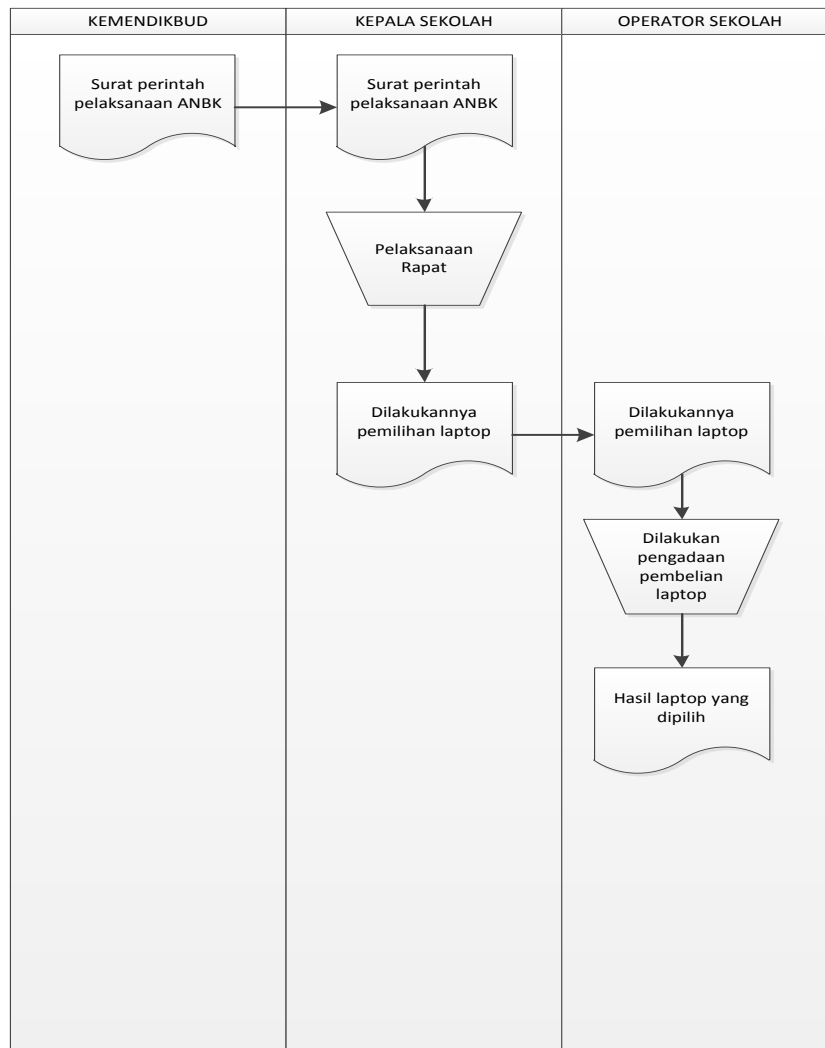 KEMENDIKBUD
KEPALA SEKOLAH
OPERATOR SEKOLAH
Surat perintah
pelaksanaan ANBK
Surat perintah
pelaksanaan ANBK
Pelaksanaan
Rapat
Dilakukannya
pemilihan laptop
Dilakukannya
pemilihan laptop
Dilakukan
pengadaan
pembelian
laptop
Hasil laptop yang
dipilih